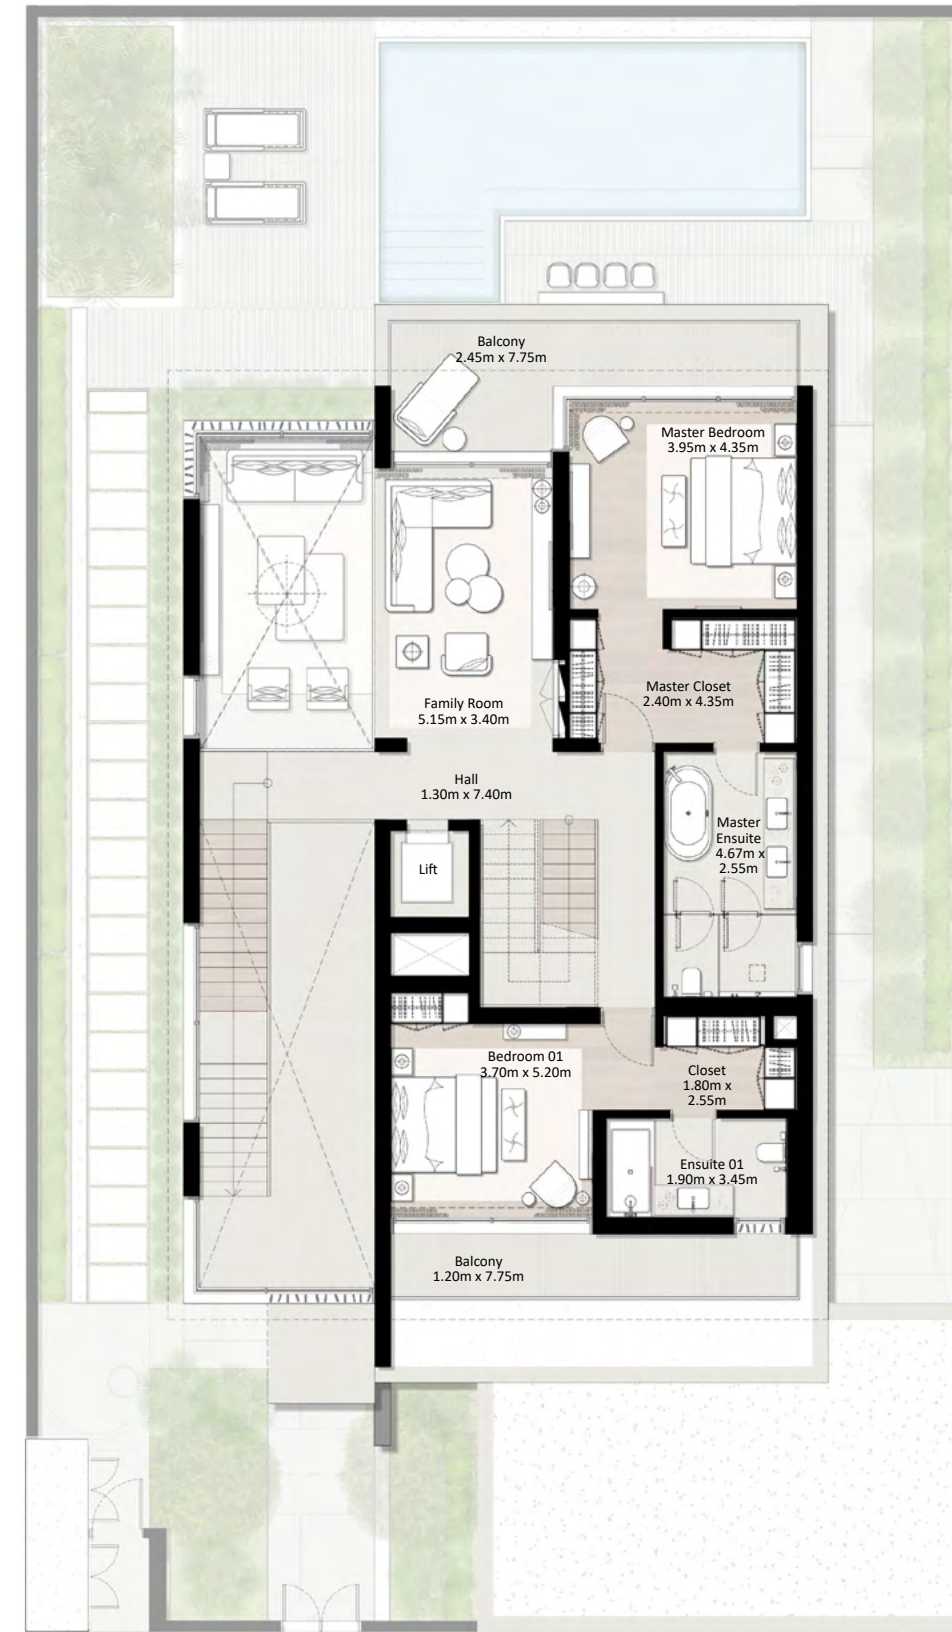 Balcony
2.45m x 7.75m
Master Bedroom
3.95m x 4.35m
Master Closet
2.40m x 4.35m
Family Room
5.15m x 3.40m
Hall
1.30m x 7.40m
Master
Ensuite
4.67m x
2.55m
Lift
Bedroom 01
3.70m x 5.20m
Closet
1.80m x
2.55m
Ensuite 01
1.90m x 3.45m
Balcony
1.20m x 7.75m